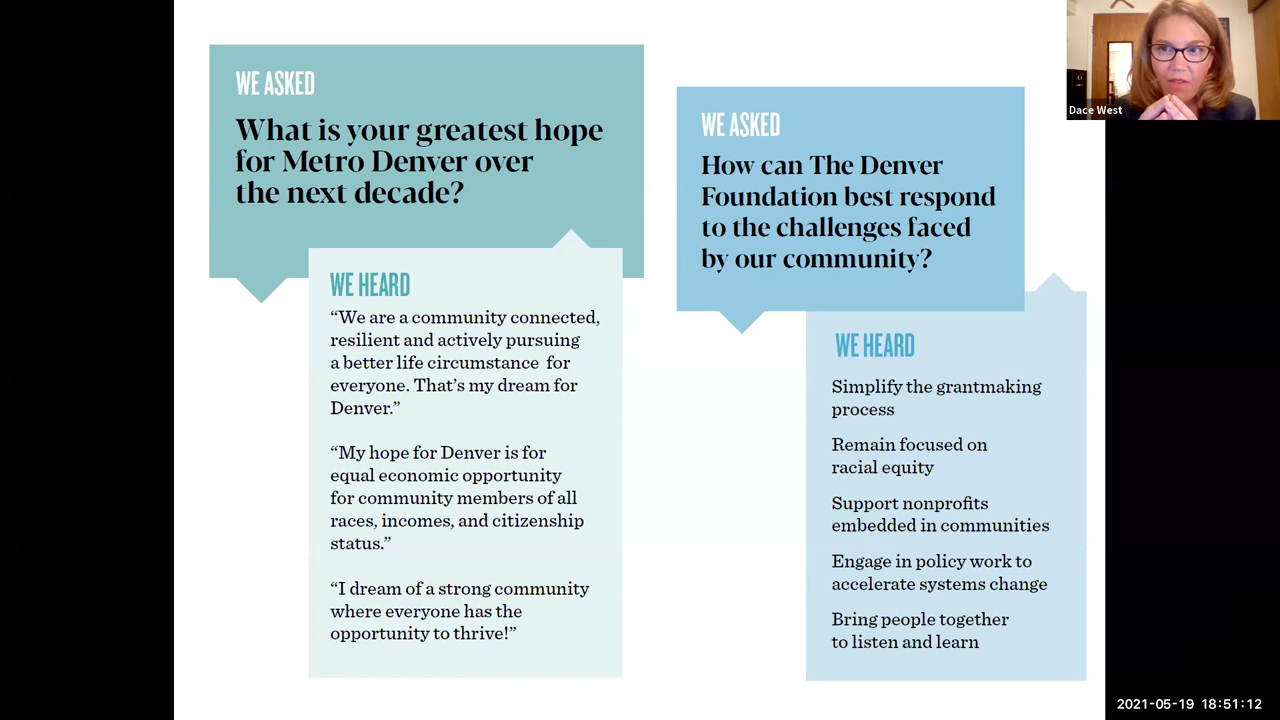 WE ASKED
What is your greatest hope
for Metro Denver over
the next decade?
WE HEARD
“We are a community connected,
resilient and actively pursuing
a better life circumstance for
everyone. That’s my dream for
Denver.”
“My hope for Denver is for
equal economic opportunity
for community members of all
races, incomes, and citizenship
status.”
“I dream of a strong community
where everyone has the
opportunity to thrive!”
WE ASKED
How can The Denver
Foundation best respond
to the challenges faced
by our community?
WE HEARD
Simplify the grantmaking
process
Remain focused on
racial equity
Support nonprofits
embedded in communities
Engage in policy work to
accelerate systems change
Bring people together
to listen and learn
Dace West
2021-05-19 18:51:12